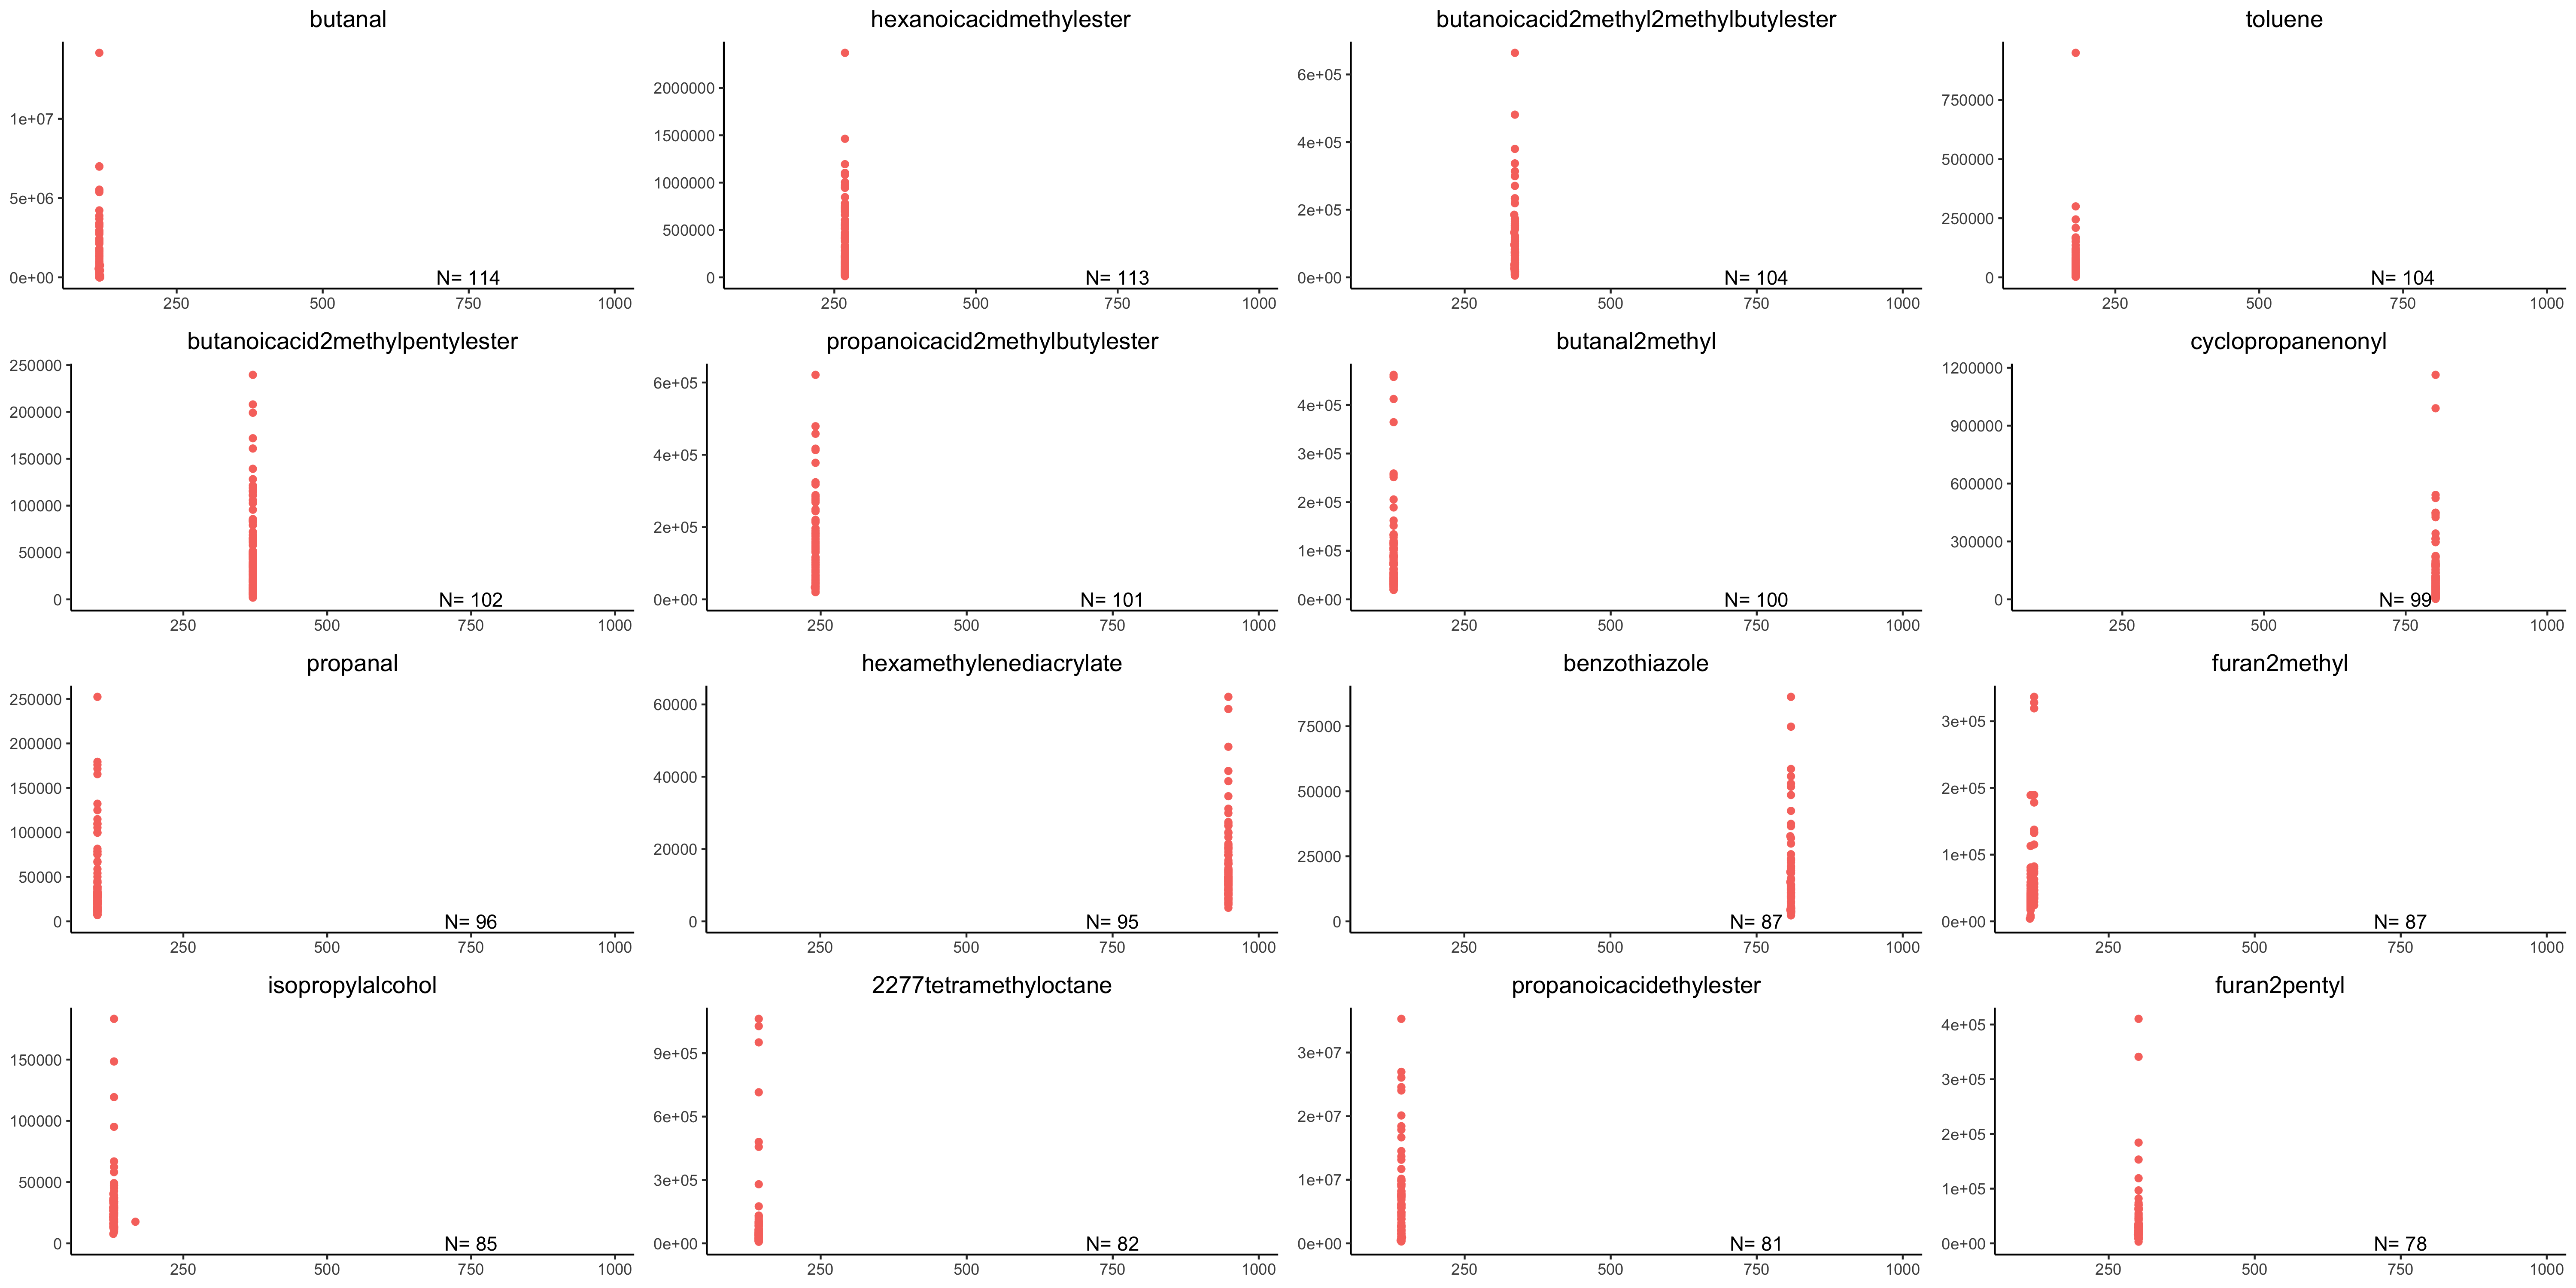 butanal
1e+07
5e+06
0e+00
N= 114
250 500 750 1000
hexanoicacidmethylester
2000000
1500000
1000000
500000
0
N= 113
250 500 750 1000
butanoicacid2methyl2methylbutylester
6e+05
4e+05
2e+05
0e+00
N= 104
250 500 750 1000
toluene
750000
500000
250000
0
N= 104
250 500 750 1000
butanoicacid2methylpentylester
250000
200000
150000
100000
50000
0
N= 102
250 500 750 1000
propanoicacid2methylbutylester
6e+05
4e+05
2e+05
0e+00
N= 101
250 500 750 1000
butanal2methyl
4e+05
3e+05
2e+05
1e+05
0e+00
N= 100
250 500 750 1000
cyclopropanenonyl
1200000
900000
600000
300000
0
N= 99
250 500 750 1000
propanal
250000
200000
150000
100000
50000
0
N= 96
250 500 750 1000
hexamethylenediacrylate
60000
40000
20000
0
N= 95
250 500 750 1000
benzothiazole
75000
50000
25000
0
N= 87
250 500 750 1000
furan2methyl
3e+05
2e+05
1e+05
0e+00
N= 87
250 500 750 1000
isopropylalcohol
150000
100000
50000
0
N= 85
250 500 750 1000
2277tetramethyloctane
9e+05
6e+05
3e+05
0e+00
N= 82
250 500 750 1000
propanoicacidethylester
3e+07
2e+07
1e+07
0e+00
N= 81
250 500 750 1000
furan2pentyl
4e+05
3e+05
2e+05
1e+05
0e+00
N= 78
250 500 750 1000